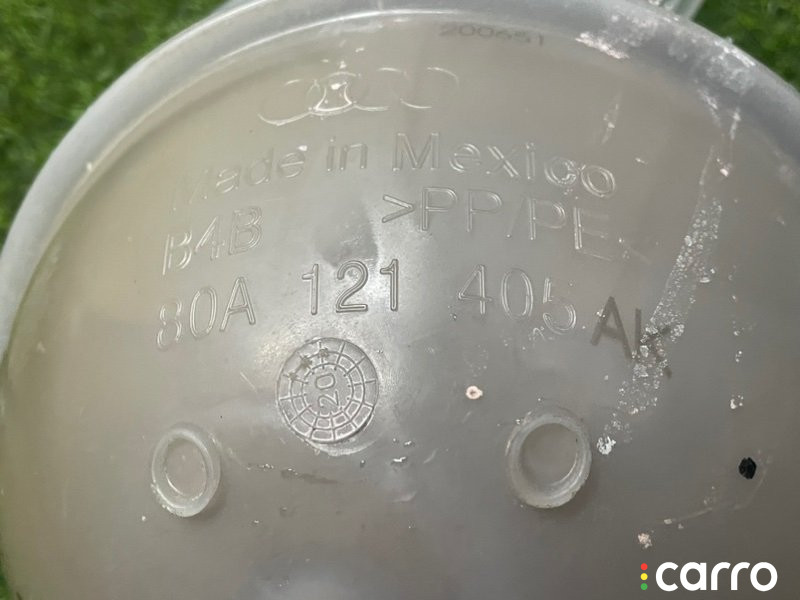 200651
Made in Mexico
B4B >PP/PE<
80A 121 405 AK
20
carro